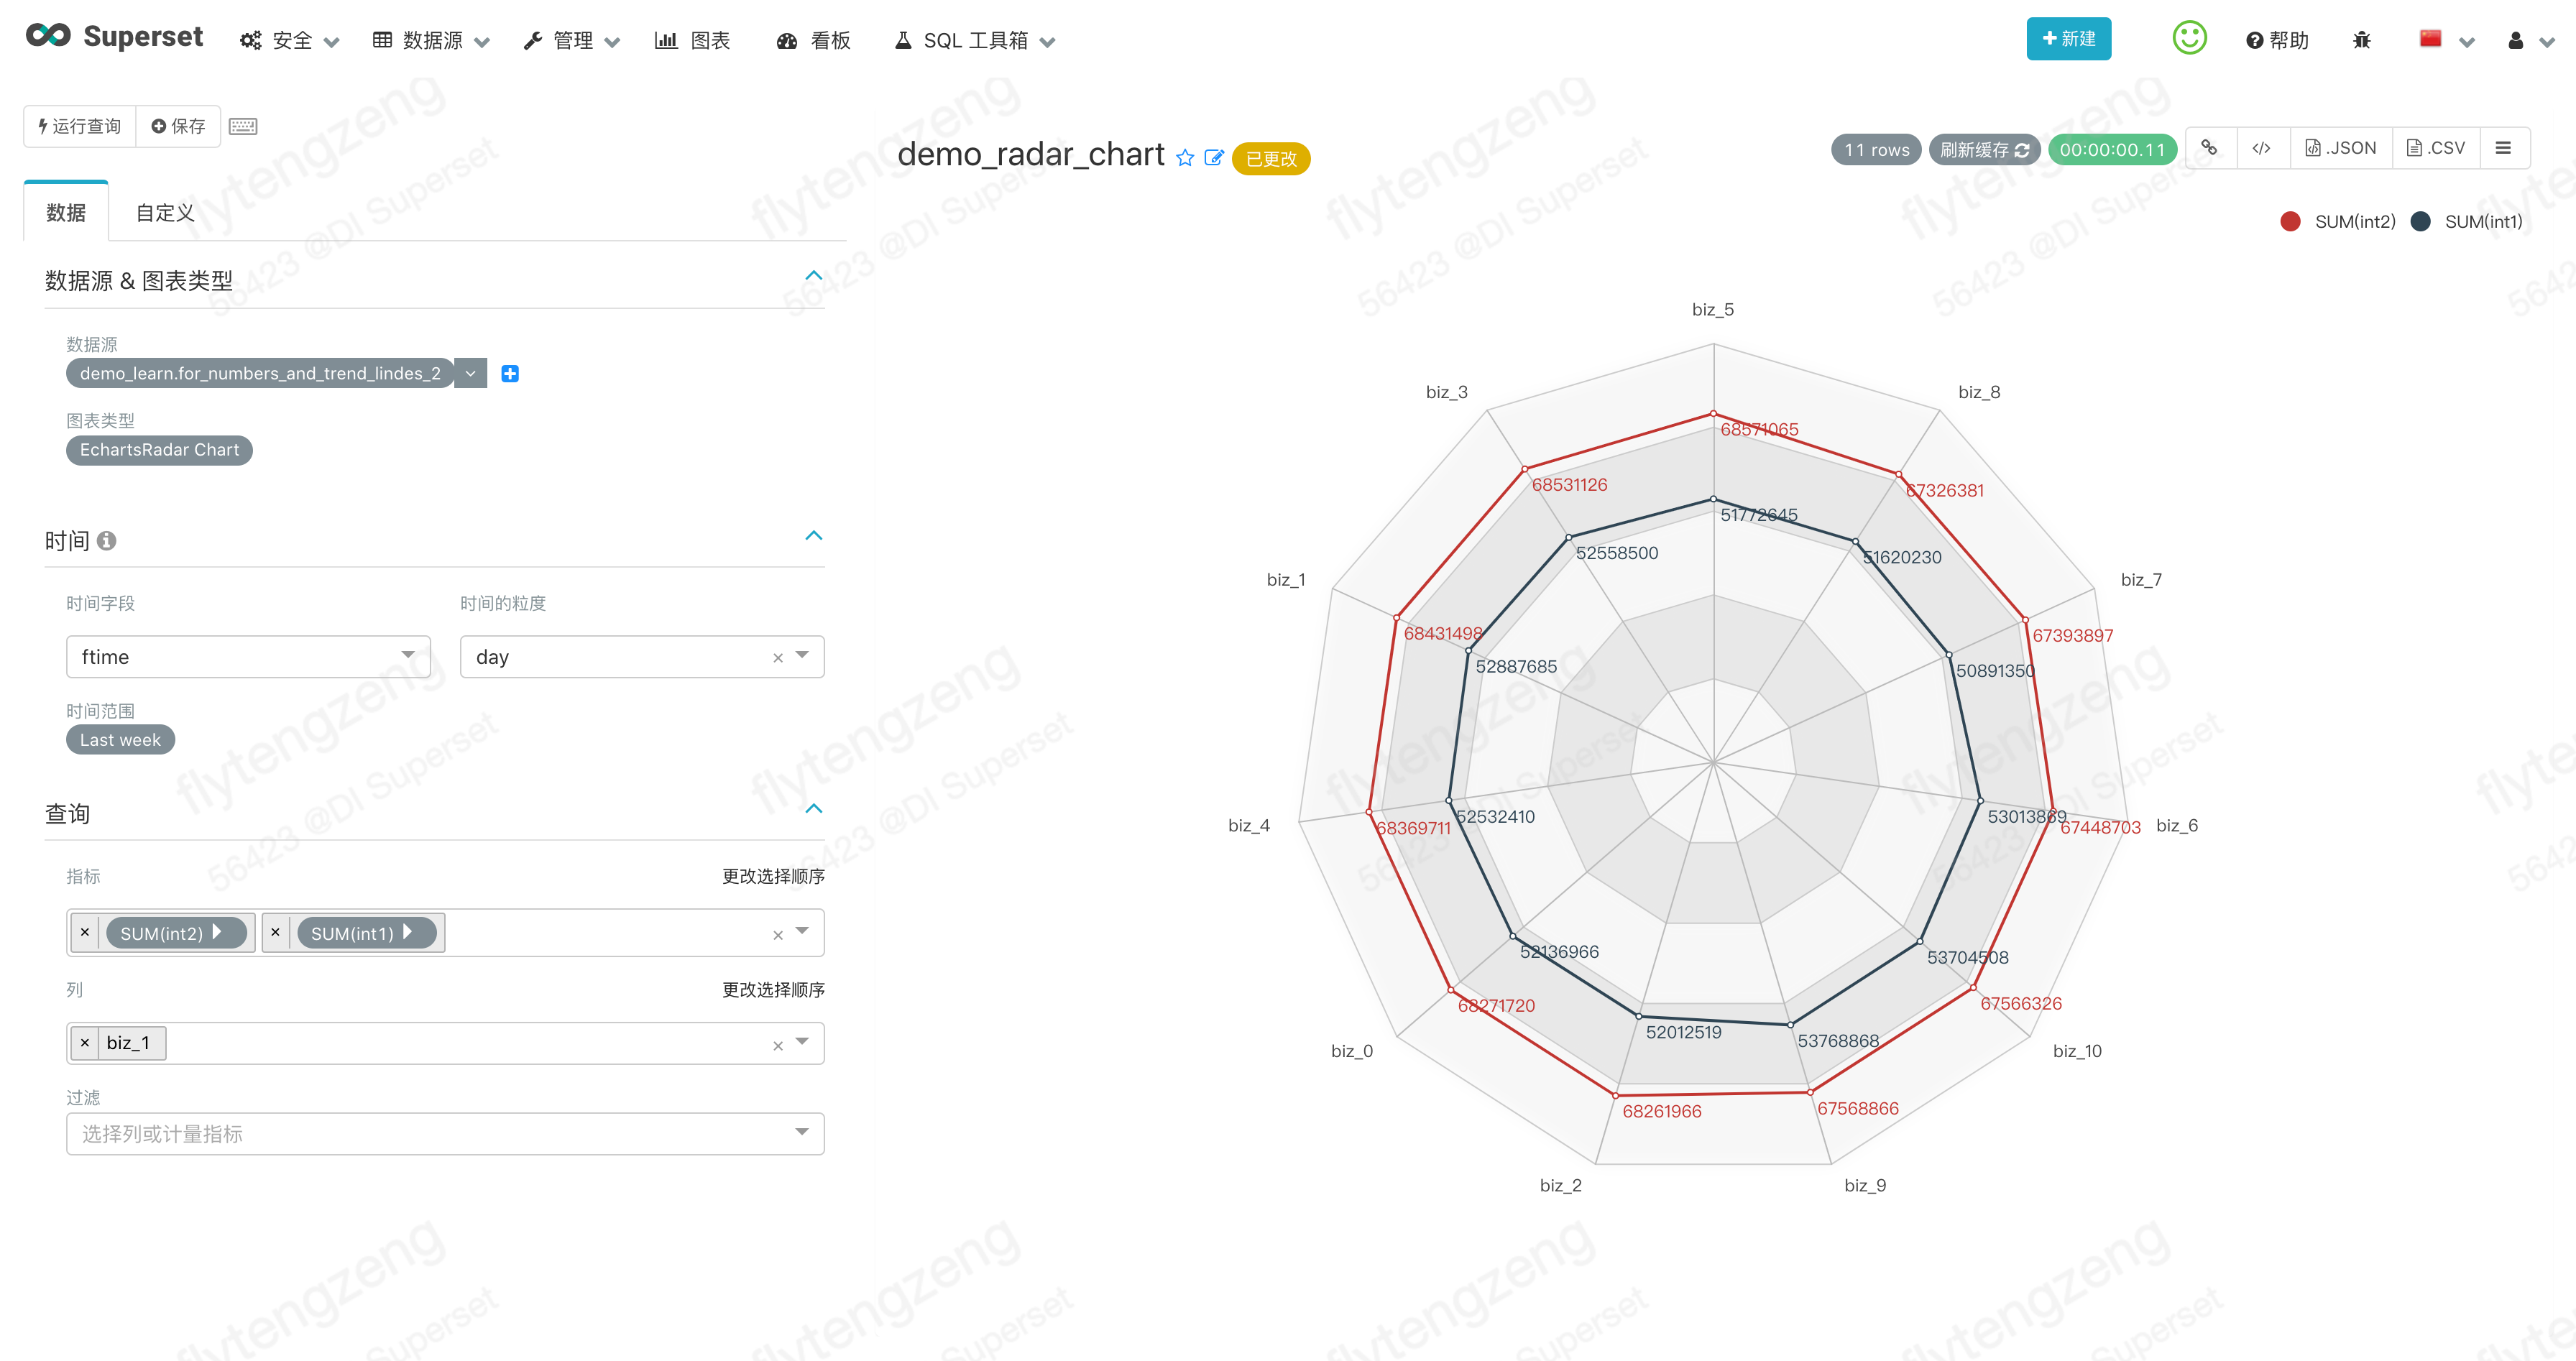 Superset 安全 数据源 管理 图表 看板 SQL 工具箱 新建 帮助
运行查询 保存
demo_radar_chart 已更改 11 rows 刷新缓存 00:00:00.11 .JSON .CSV
数据 自定义
SUM(int2) SUM(int1)
数据源 & 图表类型
数据源
demo_learn.for_numbers_and_trend_lindes_2
图表类型
EchartsRadar Chart
时间
时间字段 时间的粒度
ftime day
时间范围
Last week
查询
指标 更改选择顺序
× SUM(int2) × SUM(int1) ×
列 更改选择顺序
× biz_1 ×
过滤
选择列或计量指标
biz_5
biz_3 biz_8
68571065
68531126 67326381
51772645
52558500 51620230
biz_1 biz_7
68431498 67393897
52887685 50891350
52532410 53013869
biz_4 68369711 67448703 biz_6
52136966 53704508
68271720 67566326
52012519 53768868
biz_0 biz_10
68261966 67568866
biz_2 biz_9
flytengzeng
56423 @DI Superset